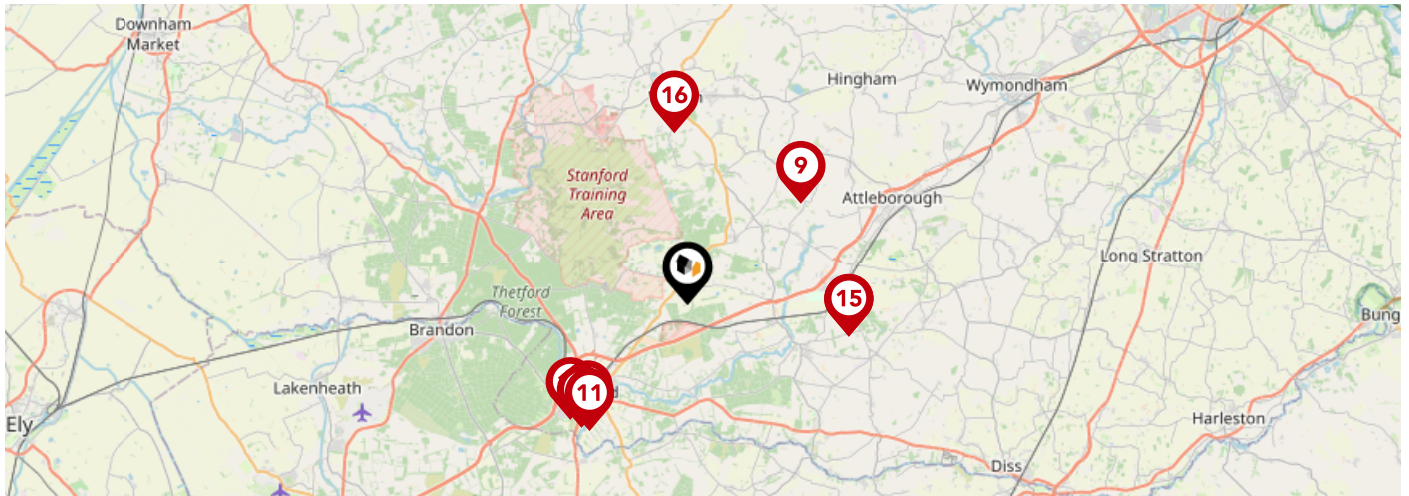 Downham
Market
Hingham
Wymondham
16
9
Stanford
Training
Area
Attleborough
Long Stratton
Thetford
Forest
15
Brandon
Bung
Lakenheath
11
Ely
Harleston
Diss